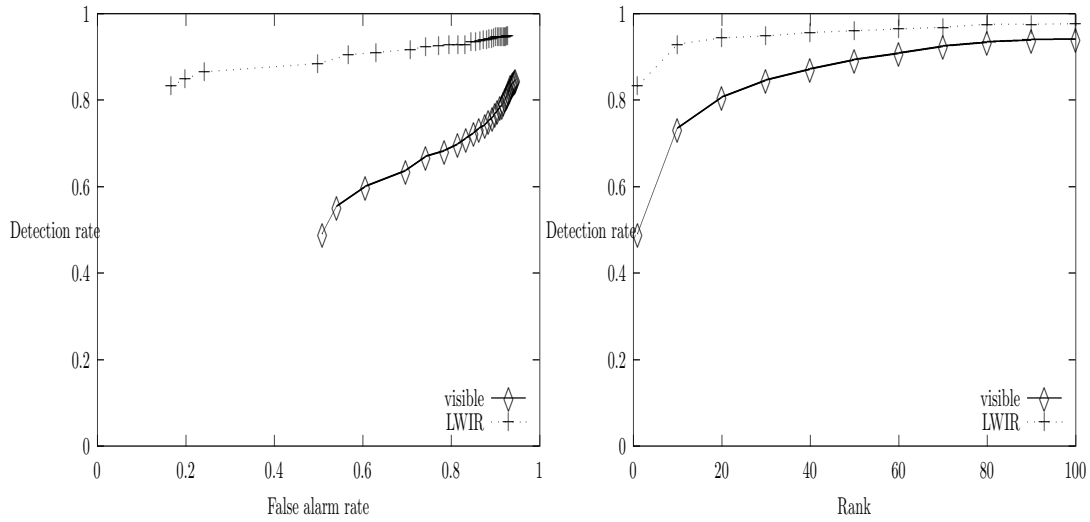 1
0.8
0.6
Detection rate
0.4
0.2
visible
LWIR
0
0 0.2 0.4 0.6 0.8 1
False alarm rate
1
0.8
0.6
Detection rate
0.4
0.2
visible
LWIR
0
0 20 40 60 80 100
Rank